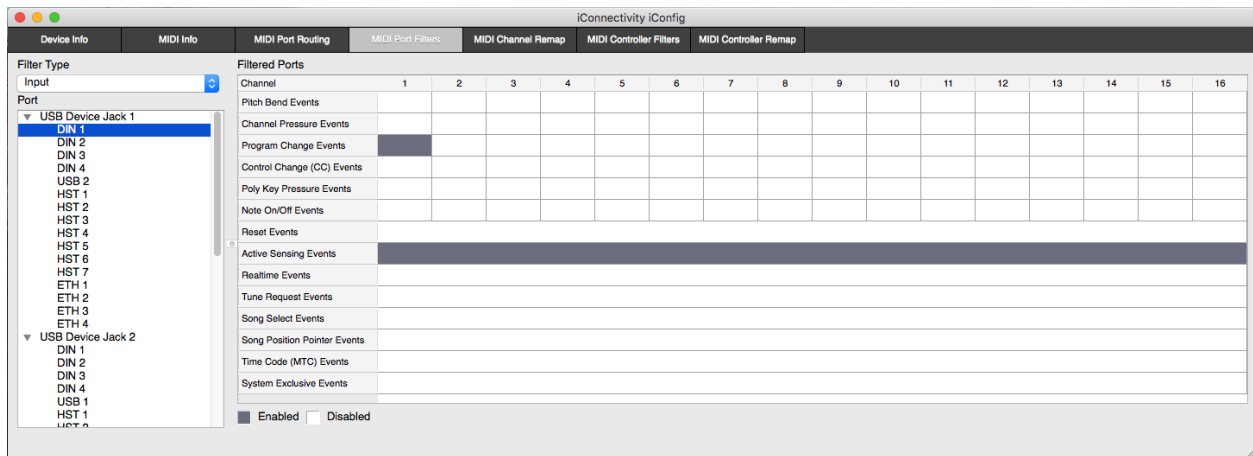 iConnectivity iConfig
Device Info MIDI Info MIDI Port Routing MIDI Port Filters MIDI Channel Remap MIDI Controller Filters MIDI Controller Remap
Filter Type
Input
Port
USB Device Jack 1
DIN 1
DIN 2
DIN 3
DIN 4
USB 2
HST 1
HST 2
HST 3
HST 4
HST 5
HST 6
HST 7
ETH 1
ETH 2
ETH 3
ETH 4
USB Device Jack 2
DIN 1
DIN 2
DIN 3
DIN 4
USB 1
HST 1
HST 2
Filtered Ports
Channel 1 2 3 4 5 6 7 8 9 10 11 12 13 14 15 16
Pitch Bend Events
Channel Pressure Events
Program Change Events
Control Change (CC) Events
Poly Key Pressure Events
Note On/Off Events
Reset Events
Active Sensing Events
Realtime Events
Tune Request Events
Song Select Events
Song Position Pointer Events
Time Code (MTC) Events
System Exclusive Events
Enabled Disabled